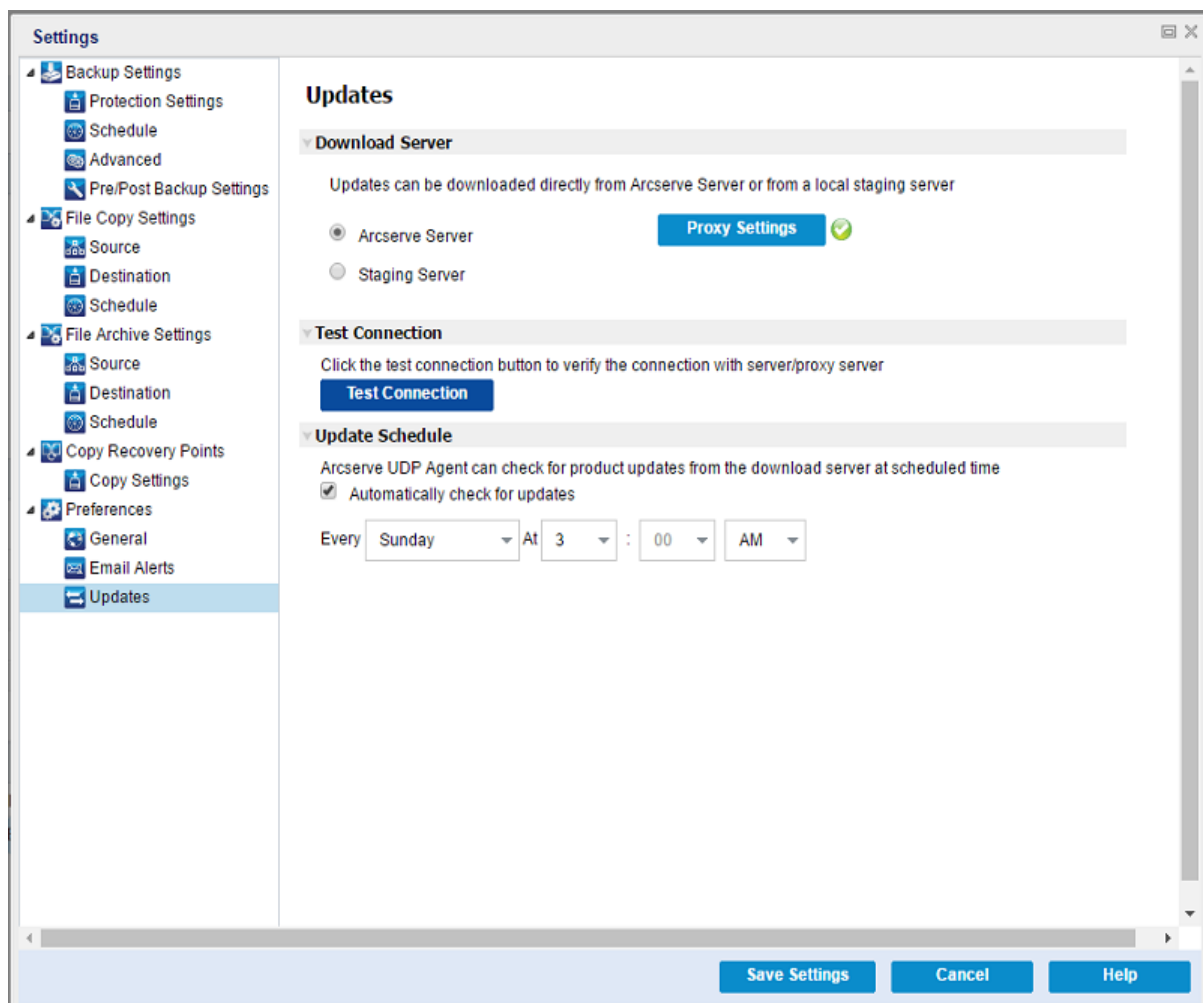 Settings
Backup Settings
Protection Settings
Schedule
Advanced
Pre/Post Backup Settings
File Copy Settings
Source
Destination
Schedule
File Archive Settings
Source
Destination
Schedule
Copy Recovery Points
Copy Settings
Preferences
General
Email Alerts
Updates
Updates
Download Server
Updates can be downloaded directly from Arcserve Server or from a local staging server
Arcserve Server
Proxy Settings
Staging Server
Test Connection
Click the test connection button to verify the connection with server/proxy server
Test Connection
Update Schedule
Arcserve UDP Agent can check for product updates from the download server at scheduled time
Automatically check for updates
Every Sunday At 3 : 00 AM
Save Settings Cancel Help